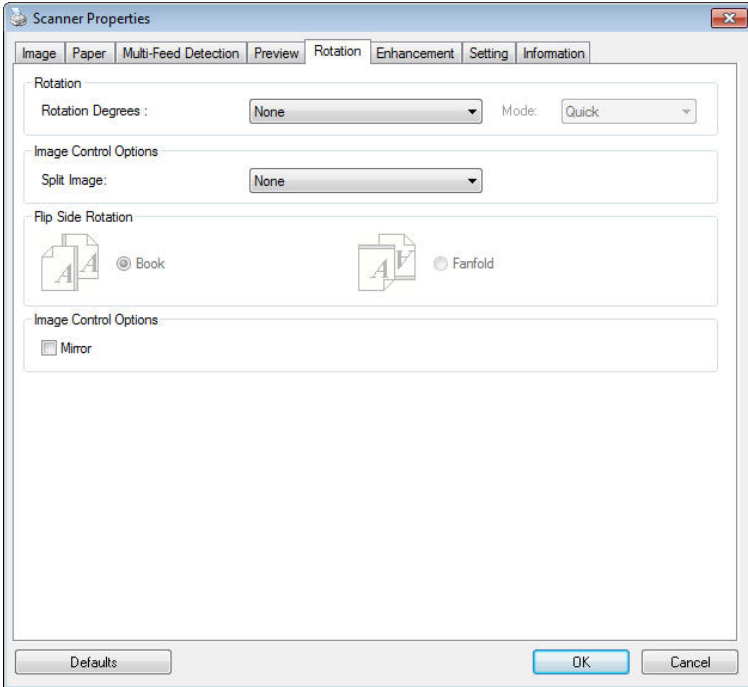 Scanner Properties
Image Paper Multi-Feed Detection Preview Rotation Enhancement Setting Information
Rotation
Rotation Degrees : None Mode: Quick
Image Control Options
Split Image: None
Flip Side Rotation
A A Book A A Fanfold
Image Control Options
Mirror
Defaults OK Cancel